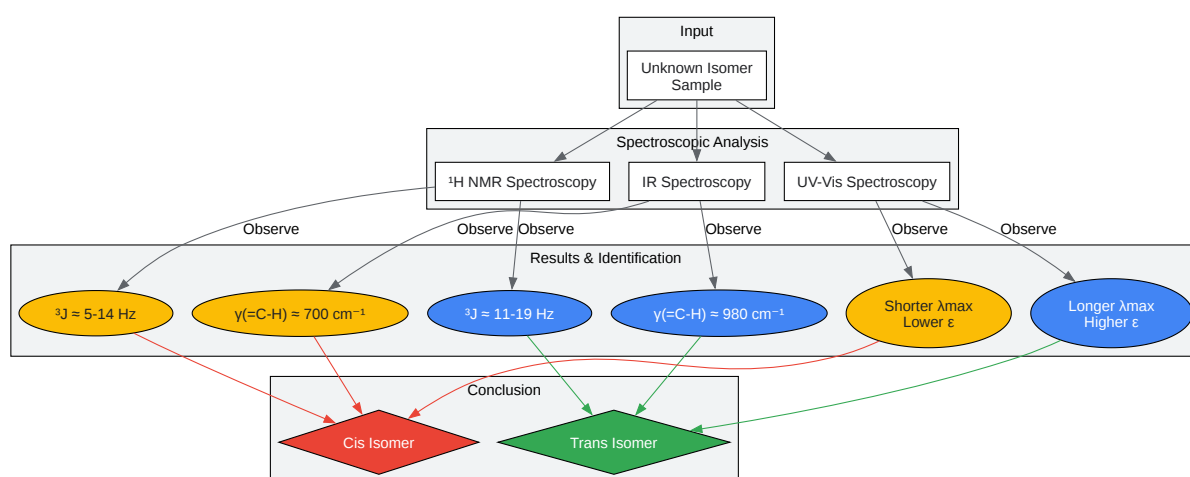 Input
Unknown Isomer
Sample
Spectroscopic Analysis
¹H NMR Spectroscopy
IR Spectroscopy
UV-Vis Spectroscopy
Observe
Observe
Observe
Observe
Observe
Observe
Results & Identification
³J ≈ 5-14 Hz
γ(=C-H) ≈ 700 cm⁻¹
³J ≈ 11-19 Hz
γ(=C-H) ≈ 980 cm⁻¹
Shorter λmax
Lower ε
Longer λmax
Higher ε
Conclusion
Cis Isomer
Trans Isomer